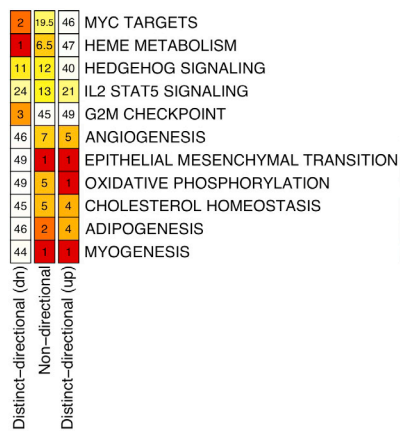 2 19.5 46 MYC TARGETS
1 6.5 47 HEME METABOLISM
11 12 40 HEDGEHOG SIGNALING
24 13 21 IL2 STAT5 SIGNALING
3 45 49 G2M CHECKPOINT
46 7 5 ANGIOGENESIS
49 1 1 EPITHELIAL MESENCHYMAL TRANSITION
49 5 1 OXIDATIVE PHOSPHORYLATION
45 5 4 CHOLESTEROL HOMEOSTASIS
46 2 4 ADIPOGENESIS
44 1 1 MYOGENESIS
Distinct-directional (dn)
Non-directional
Distinct-directional (up)